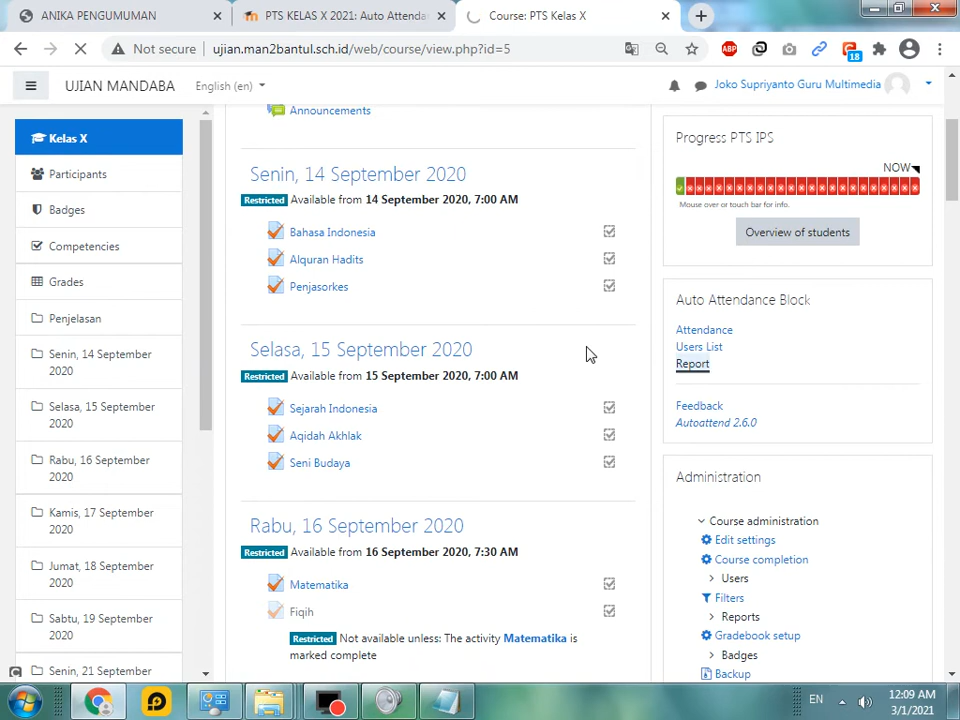 ANIKA PENGUMUMAN
PTS KELAS X 2021: Auto Attenda
Course: PTS Kelas X
Not secure
ujian.man2bantul.sch.id/web/course/view.php?id=5
ABP
18
UJIAN MANDABA
English (en)
Joko Supriyanto Guru Multimedia
Kelas X
Participants
Badges
Competencies
Grades
Penjelasan
Senin, 14 September
2020
Selasa, 15 September
2020
Rabu, 16 September
2020
Kamis, 17 September
2020
Jumat, 18 September
2020
Sabtu, 19 September
2020
Senin, 21 September
Announcements
Senin, 14 September 2020
Restricted Available from 14 September 2020, 7:00 AM
Bahasa Indonesia
Alquran Hadits
Penjasorkes
Selasa, 15 September 2020
Restricted Available from 15 September 2020, 7:00 AM
Sejarah Indonesia
Aqidah Akhlak
Seni Budaya
Rabu, 16 September 2020
Restricted Available from 16 September 2020, 7:30 AM
Matematika
Fiqih
Restricted Not available unless: The activity Matematika is
marked complete
Progress PTS IPS
NOW
Mouse over or touch bar for info.
Overview of students
Auto Attendance Block
Attendance
Users List
Report
Feedback
Autoattend 2.6.0
Administration
Course administration
Edit settings
Course completion
Users
Filters
Reports
Gradebook setup
Badges
Backup
EN
12:09 AM
3/1/2021